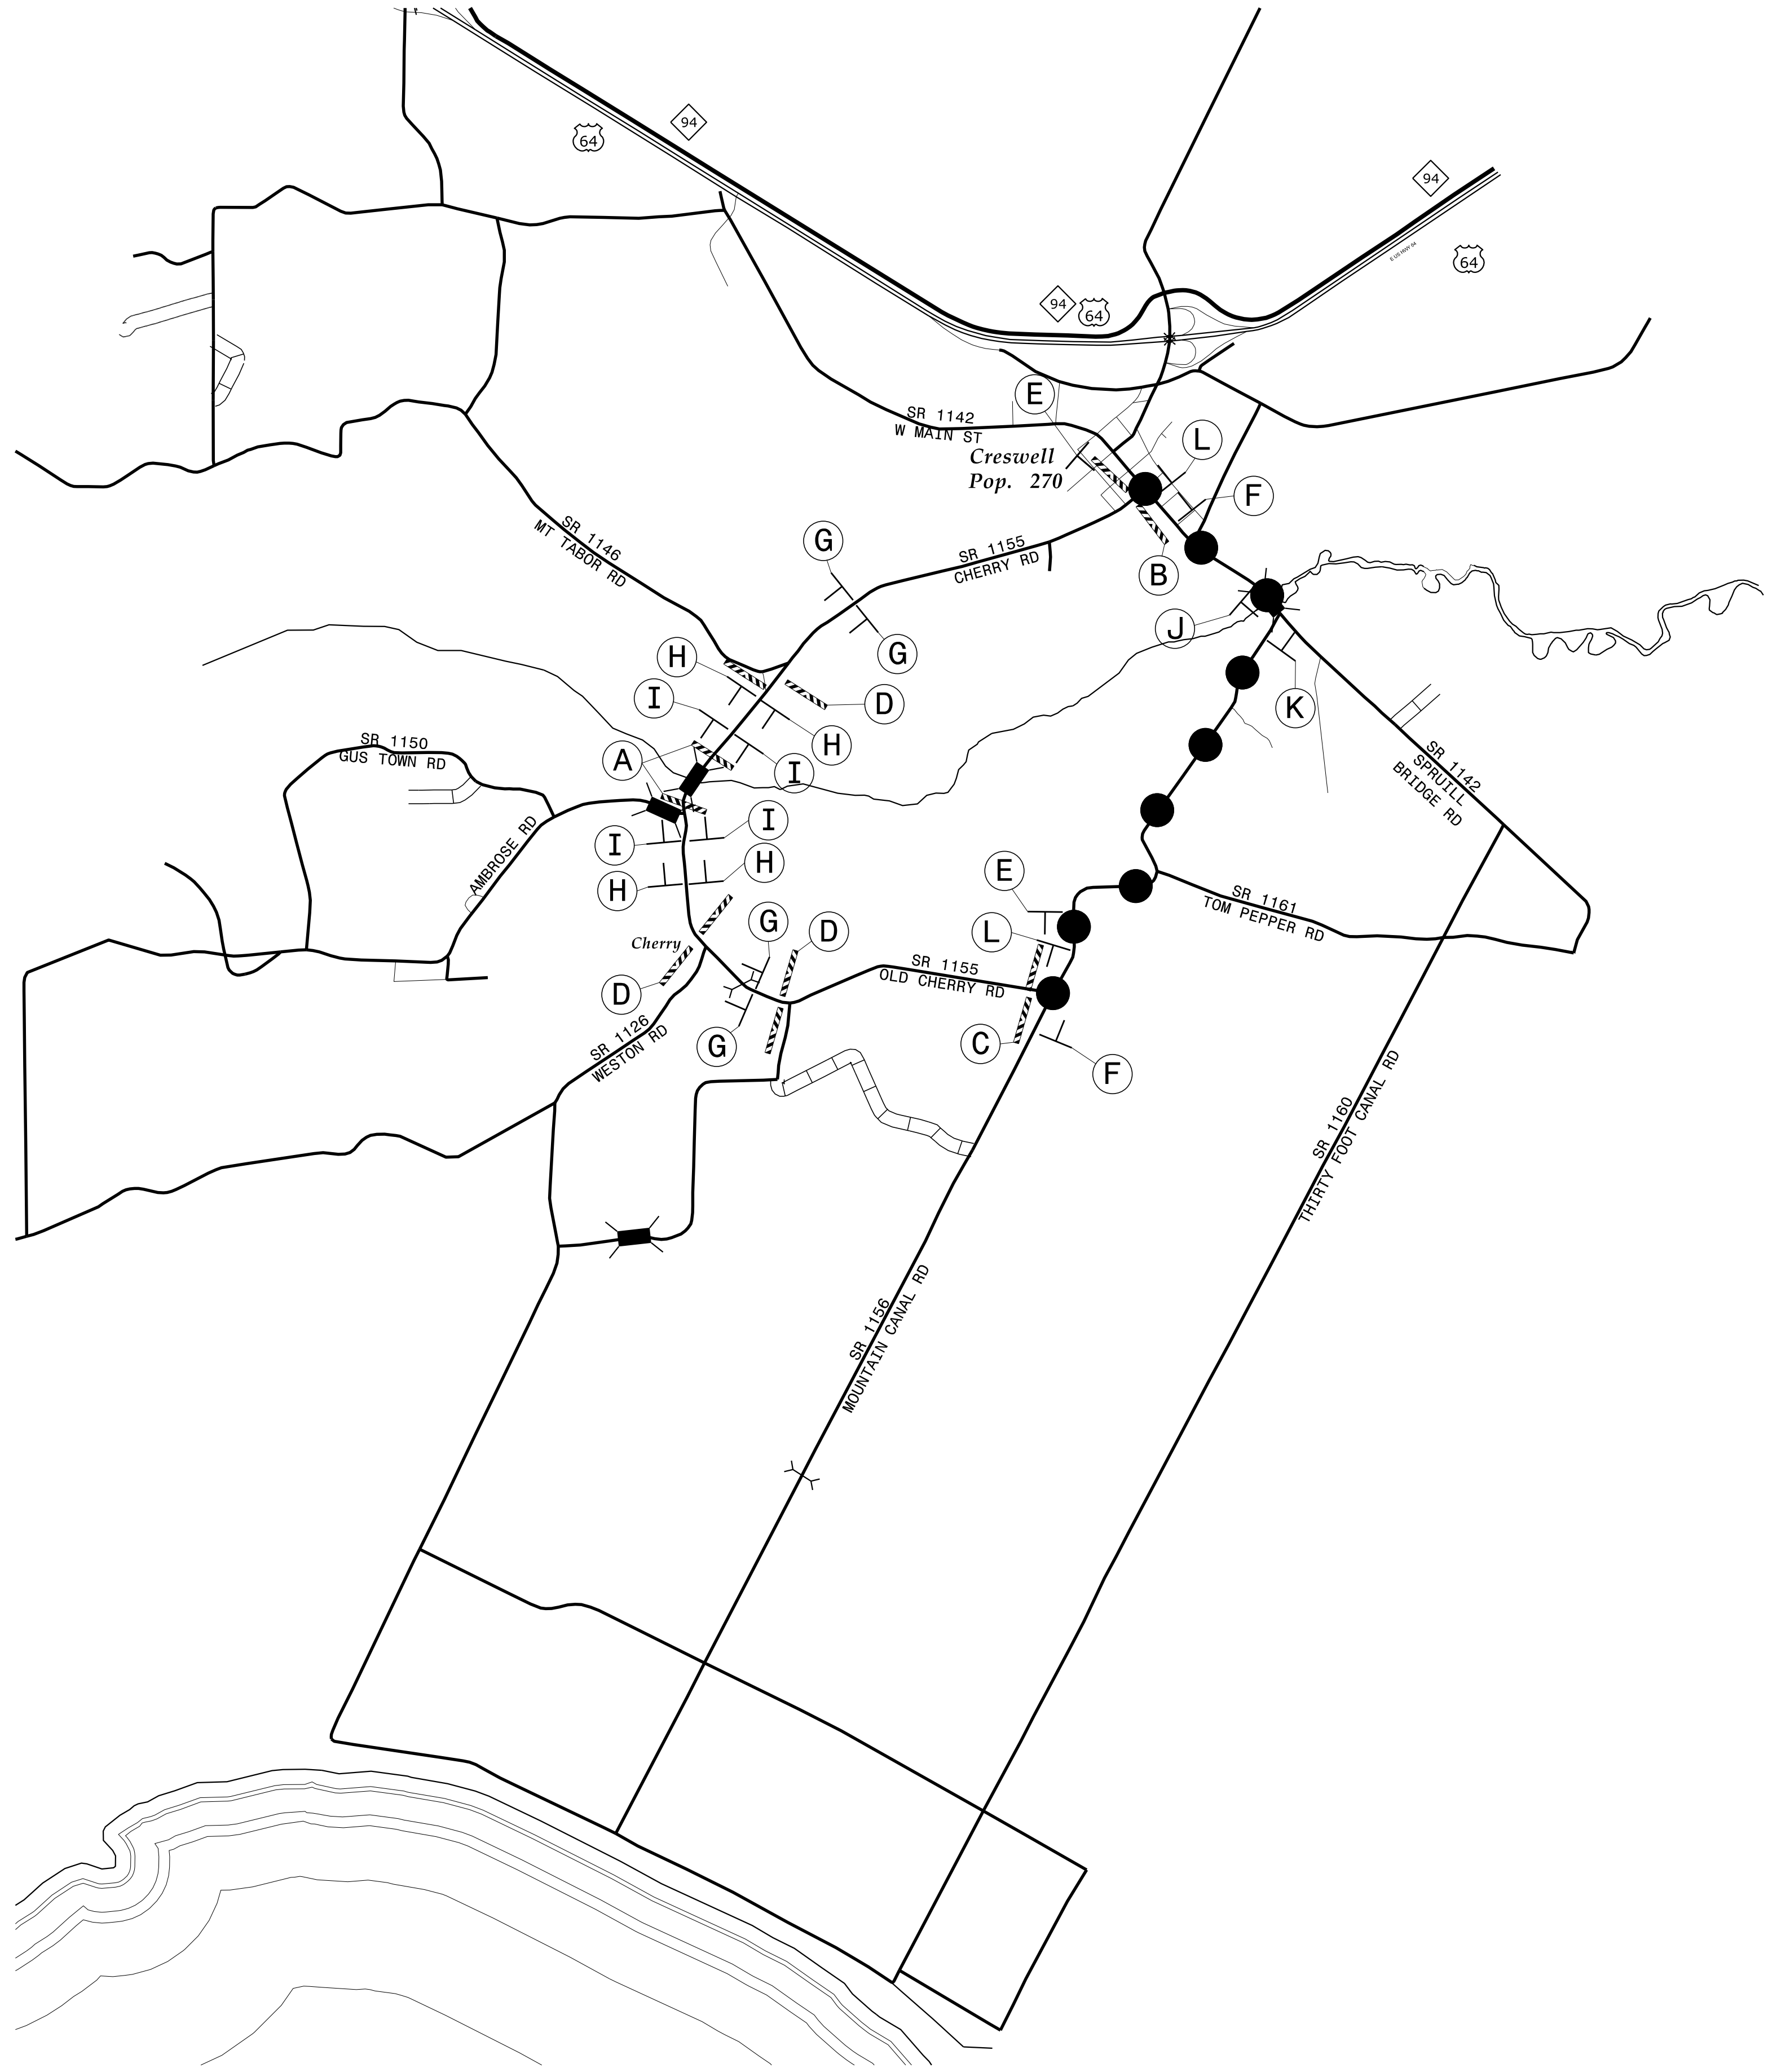 94
64
94
E US HWY 64
64
94
64
E
SR 1142
W MAIN ST
L
Creswell
Pop. 270
F
SR 1146
MT TABOR RD
G
SR 1155
CHERRY RD
B
J
H
G
I
D
K
H
SR 1150
GUS TOWN RD
A
I
SR 1142
SPRUILL
BRIDGE RD
I
I
AMBROSE RD
H
H
E
SR 1161
TOM PEPPER RD
G
D
L
Cherry
SR 1155
OLD CHERRY RD
D
SR 1126
WESTON RD
G
C
F
SR 1160
THIRTY FOOT CANAL RD
SR 1156
MOUNTAIN CANAL RD